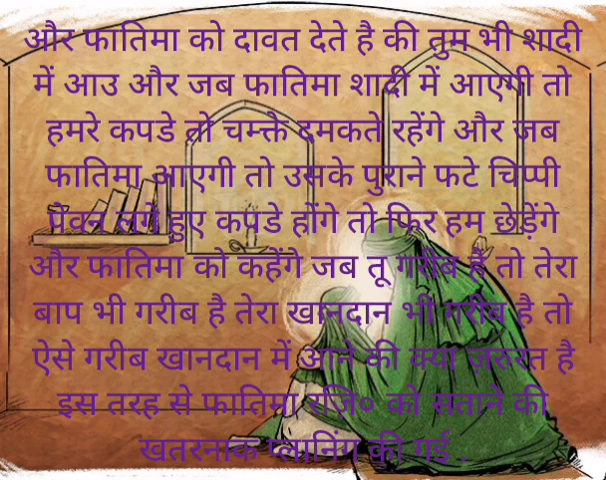 और फातिमा को दावत देते है की तुम भी शादी
में आउ और जब फातिमा शादी में आएगी तो
हमरे कपडे तो चम्क्ते दमकते रहेंगे और जब
फातिमा आएगी तो उसके पुराने फटे चिप्पी
पेवन लगे हुए कपडे होंगे तो फिर हम छेड़ेंगे
और फातिमा को कहेंगे जब तू गरीब है तो तेरा
बाप भी गरीब है तेरा खानदान भी गरीब है तो
ऐसे गरीब खानदान में आने की क्या ज़रुरत है
इस तरह से फातिमा रजि० को सताने की
खतरनाक प्लानिंग की गई .